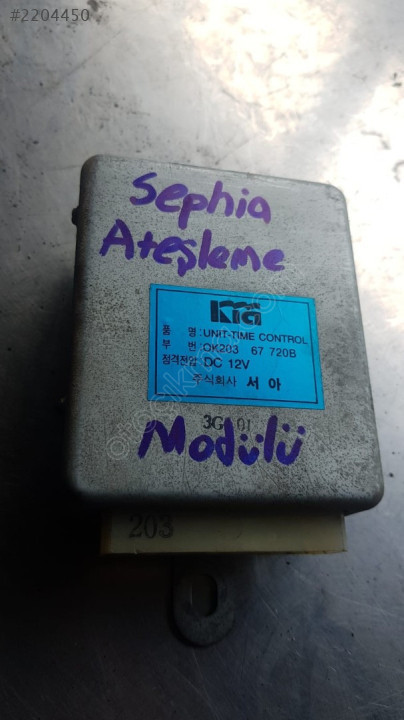 #2204450
Sephia
Ateşleme
KIA
품 명 : UNIT-TIME CONTROL
부 번 : OK203 67 720B
정격전압 DC 12V
주식회사 서아
3G 01
Modülü
203